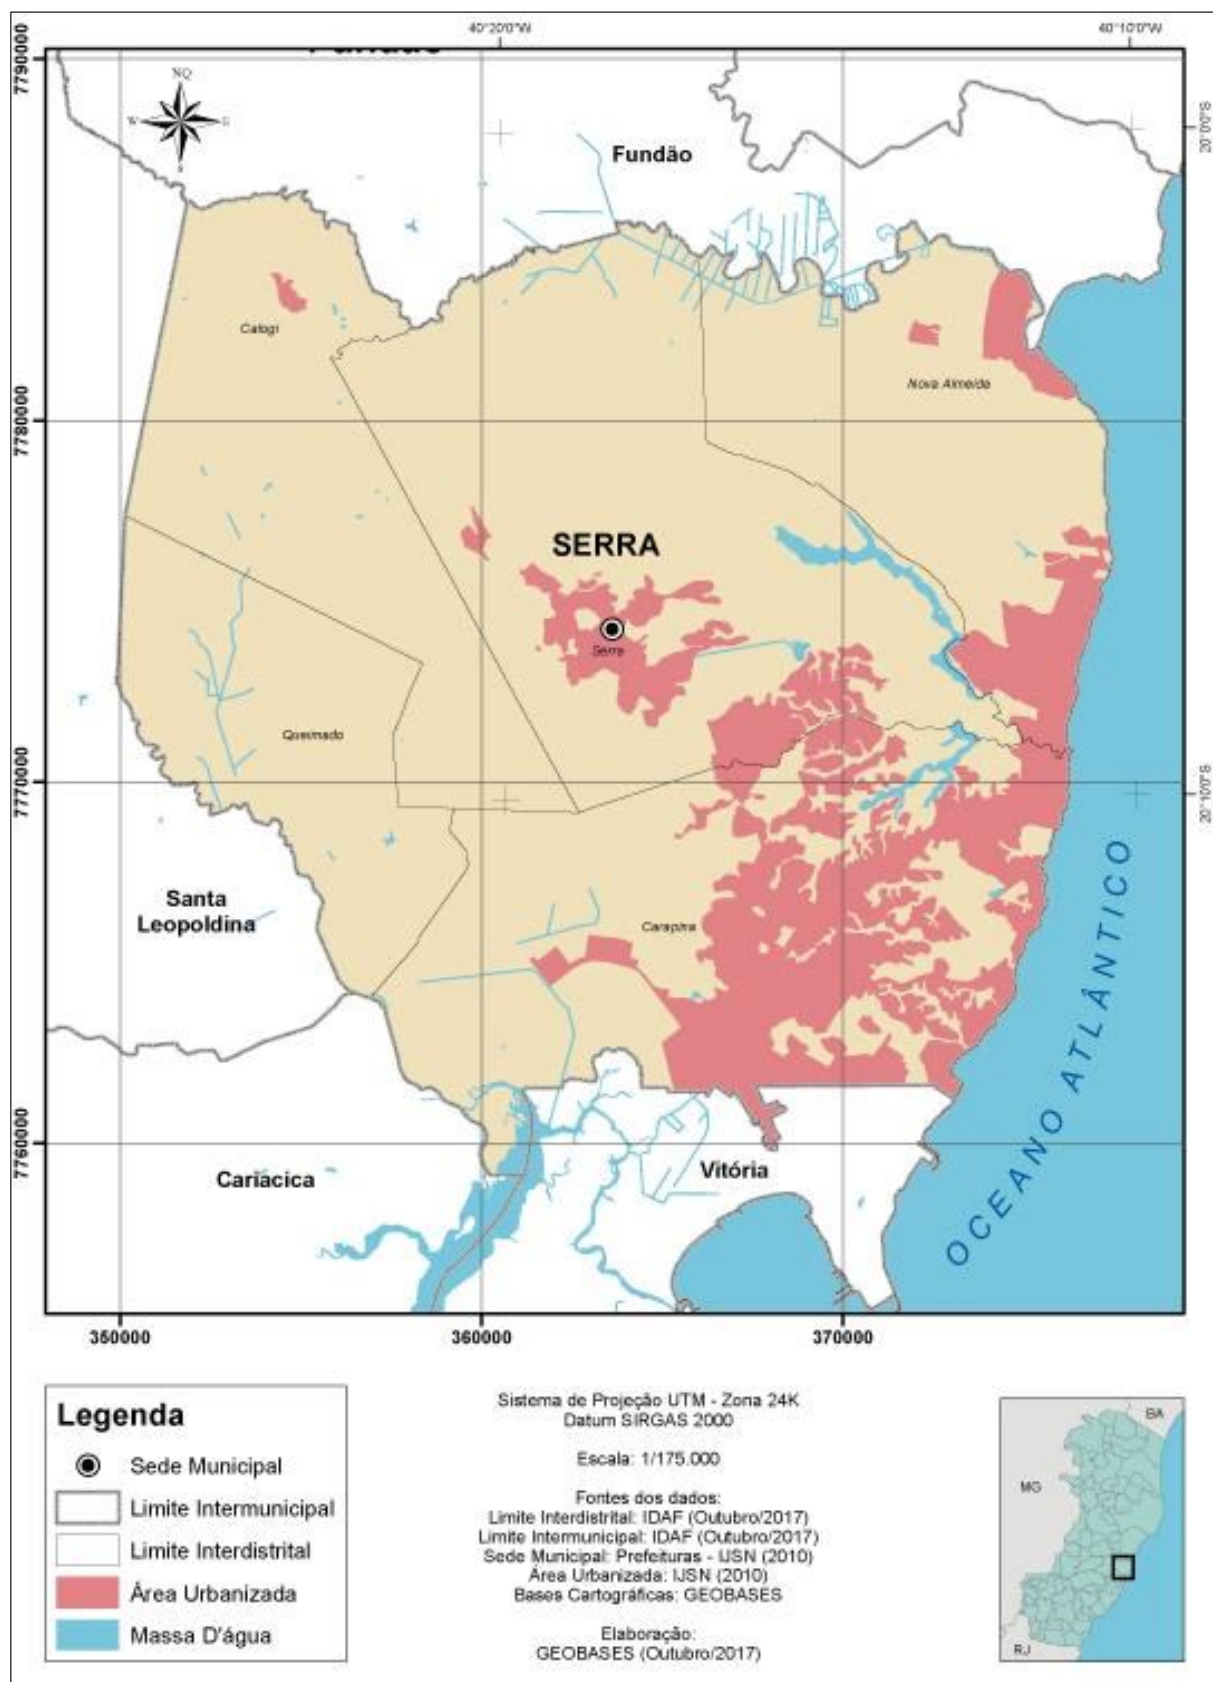 40°20'0"W
40°10'0"W
7790000
NQ
W
E
20°0'0"S
Fundão
Calogi
Nova Almeida
7780000
SERRA
Serra
Queimado
7770000
20°10'0"S
Santa
Leopoldina
Carapina
OCEANO ATLÂNTICO
7760000
Cariacica
Vitória
350000
360000
370000
Legenda
Sede Municipal
Limite Intermunicipal
Limite Interdistrital
Área Urbanizada
Massa D'água
Sistema de Projeção UTM - Zona 24K
Datum SIRGAS 2000
Escala: 1/175.000
Fontes dos dados:
Limite Interdistrital: IDAF (Outubro/2017)
Limite Intermunicipal: IDAF (Outubro/2017)
Sede Municipal: Prefeituras - IJSN (2010)
Área Urbanizada: IJSN (2010)
Bases Cartográficas: GEOBASES
Elaboração:
GEOBASES (Outubro/2017)
BA
MG
RJ